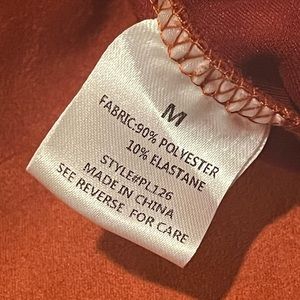 M
FABRIC:90% POLYESTER
10% ELASTANE
STYLE#PL126
MADE IN CHINA
SEE REVERSE FOR CARE